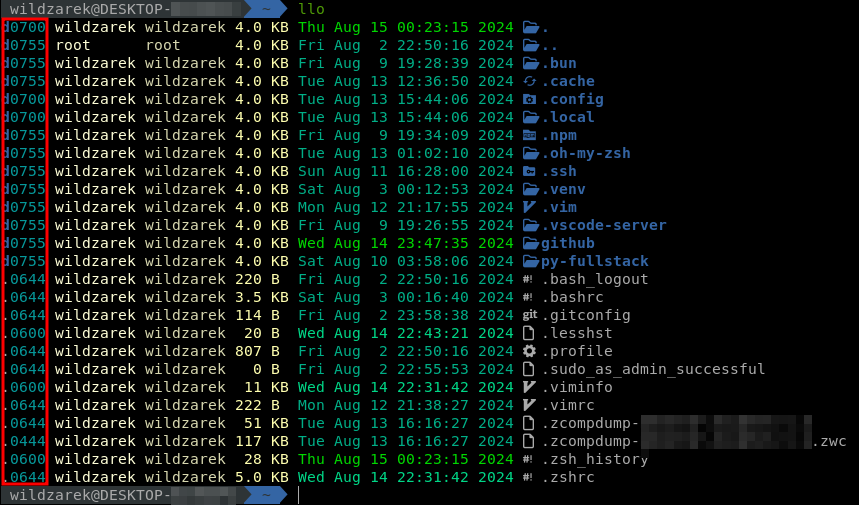 wildzarek@DESKTOP- ~ llo
d0700 wildzarek wildzarek 4.0 KB Thu Aug 15 00:23:15 2024 .
d0755 root root 4.0 KB Fri Aug 2 22:50:16 2024 ..
d0755 wildzarek wildzarek 4.0 KB Fri Aug 9 19:28:39 2024 .bun
d0755 wildzarek wildzarek 4.0 KB Tue Aug 13 12:36:50 2024 .cache
d0700 wildzarek wildzarek 4.0 KB Tue Aug 13 15:44:06 2024 .config
d0700 wildzarek wildzarek 4.0 KB Tue Aug 13 15:44:06 2024 .local
d0755 wildzarek wildzarek 4.0 KB Fri Aug 9 19:34:09 2024 .npm
d0755 wildzarek wildzarek 4.0 KB Tue Aug 13 01:02:10 2024 .oh-my-zsh
d0755 wildzarek wildzarek 4.0 KB Sun Aug 11 16:28:00 2024 .ssh
d0755 wildzarek wildzarek 4.0 KB Sat Aug 3 00:12:53 2024 .venv
d0755 wildzarek wildzarek 4.0 KB Mon Aug 12 21:17:55 2024 .vim
d0755 wildzarek wildzarek 4.0 KB Fri Aug 9 19:26:55 2024 .vscode-server
d0755 wildzarek wildzarek 4.0 KB Wed Aug 14 23:47:35 2024 github
d0755 wildzarek wildzarek 4.0 KB Sat Aug 10 03:58:06 2024 py-fullstack
.0644 wildzarek wildzarek 220 B Fri Aug 2 22:50:16 2024 #! .bash_logout
.0644 wildzarek wildzarek 3.5 KB Sat Aug 3 00:16:40 2024 #! .bashrc
.0644 wildzarek wildzarek 114 B Fri Aug 2 23:58:38 2024 git .gitconfig
.0600 wildzarek wildzarek 20 B Wed Aug 14 22:43:21 2024 .lesshst
.0644 wildzarek wildzarek 807 B Fri Aug 2 22:50:16 2024 .profile
.0644 wildzarek wildzarek 0 B Fri Aug 2 22:55:53 2024 .sudo_as_admin_successful
.0600 wildzarek wildzarek 11 KB Wed Aug 14 22:31:42 2024 .viminfo
.0644 wildzarek wildzarek 222 B Mon Aug 12 21:38:27 2024 .vimrc
.0644 wildzarek wildzarek 51 KB Tue Aug 13 16:16:27 2024 .zcompdump-
.0444 wildzarek wildzarek 117 KB Tue Aug 13 16:16:27 2024 .zcompdump- .zwc
.0600 wildzarek wildzarek 28 KB Thu Aug 15 00:23:15 2024 #! .zsh_history
.0644 wildzarek wildzarek 5.0 KB Wed Aug 14 22:31:42 2024 #! .zshrc
wildzarek@DESKTOP- ~